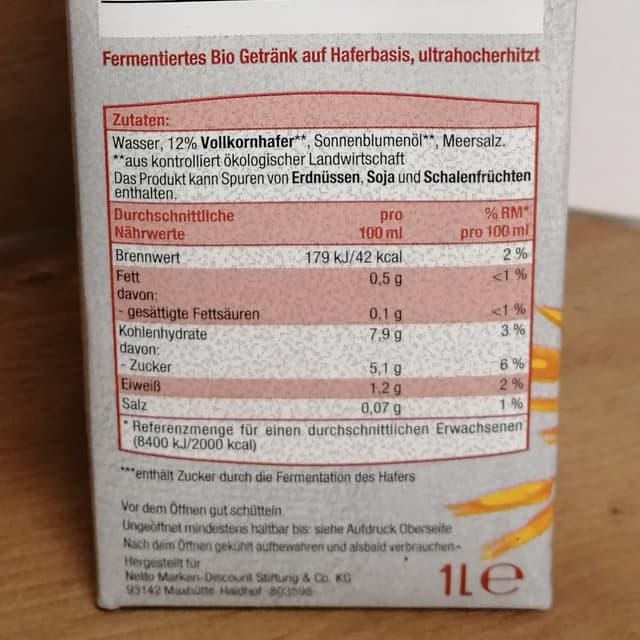 Fermentiertes Bio Getränk auf Haferbasis, ultrahocherhitzt
Zutaten:
Wasser, 12% Vollkornhafer**, Sonnenblumenöl**, Meersalz.
**aus kontrolliert ökologischer Landwirtschaft
Das Produkt kann Spuren von Erdnüssen, Soja und Schalenfrüchten
enthalten.
Durchschnittliche pro % RM*
Nährwerte 100 ml pro 100 ml
Brennwert 179 kJ/42 kcal 2 %
Fett 0,5 g <1 %
davon:
- gesättigte Fettsäuren 0,1 g <1 %
Kohlenhydrate 7,9 g 3 %
davon:
- Zucker 5,1 g 6 %
Eiweiß 1,2 g 2 %
Salz 0,07 g 1 %
* Referenzmenge für einen durchschnittlichen Erwachsenen
(8400 kJ/2000 kcal)
***enthält Zucker durch die Fermentation des Hafers
Vor dem Öffnen gut schütteln
Ungeöffnet mindestens haltbar bis: siehe Aufdruck Oberseite
Nach dem Öffnen gekühlt aufbewahren und alsbald verbrauchen.
Hergestellt für
Netto Marken-Discount Stiftung & Co. KG
93142 Maxhütte-Haidhof 803595
1L e